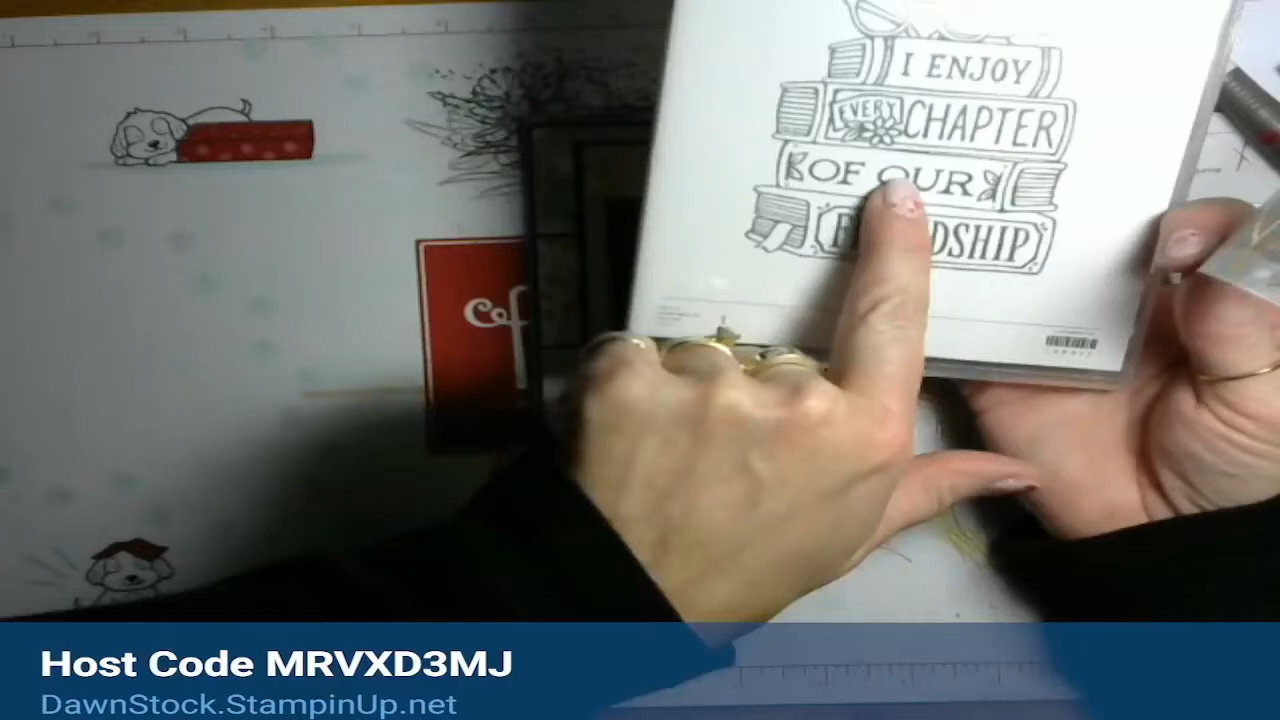 I ENJOY
EVERY CHAPTER
OF OUR
Host Code MRVXD3MJ
DawnStock.StampinUp.net